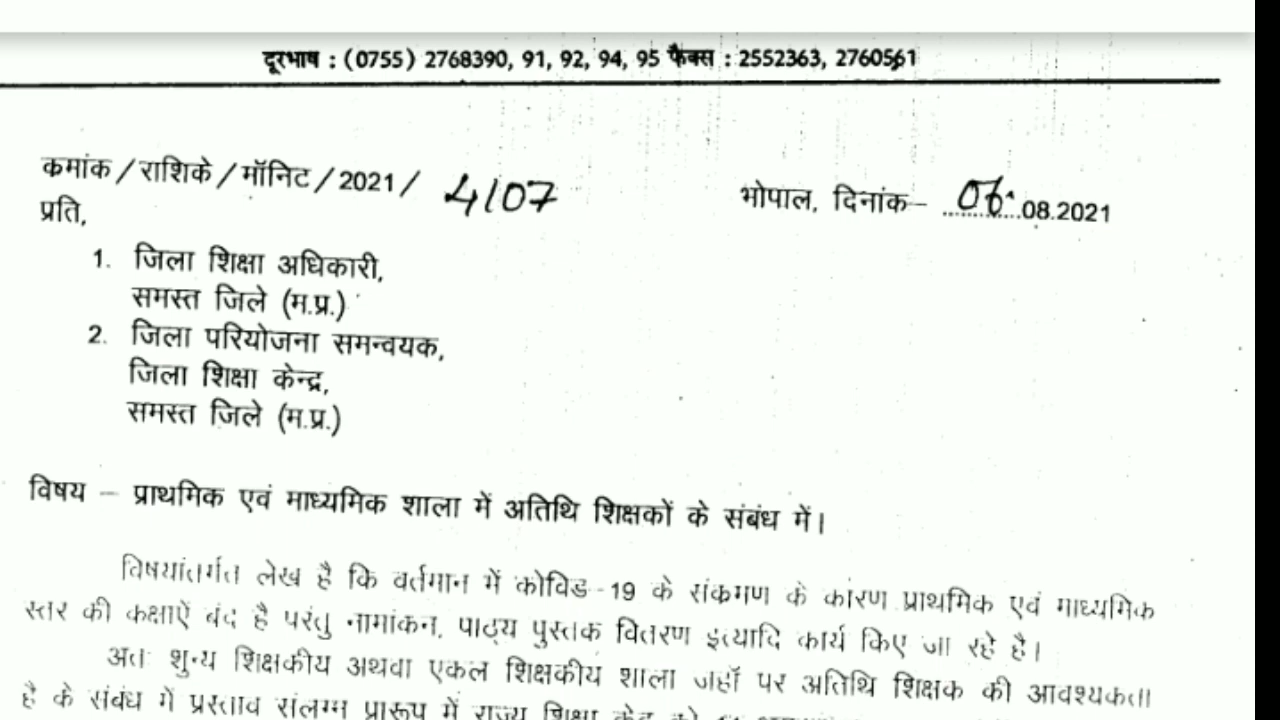 दूरभाष : (0755) 2768390, 91, 92, 94, 95 फैक्स : 2552363, 2760561
कमांक / राशिके / मॉनिट / 2021 / 4107
भोपाल, दिनांक– 06.08.2021
प्रति,
1. जिला शिक्षा अधिकारी,
समस्त जिले (म.प्र.)
2. जिला परियोजना समन्वयक,
जिला शिक्षा केन्द्र,
समस्त जिले (म.प्र.)
विषय – प्राथमिक एवं माध्यमिक शाला में अतिथि शिक्षकों के संबंध में।
विषयांतर्गत लेख है कि वर्तमान में कोविड-19 के संक्रमण के कारण प्राथमिक एवं माध्यमिक
स्तर की कक्षाऐं बंद है परंतु नामांकन, पाठ्य पुस्तक वितरण इत्यादि कार्य किए जा रहे है।
अतः शुन्य शिक्षकीय अथवा एकल शिक्षकीय शाला जहाँ पर अतिथि शिक्षक की आवश्यकता
है के संबंध में प्रस्ताव संलग्न प्रारूप में राज्य शिक्षा केंद्र को